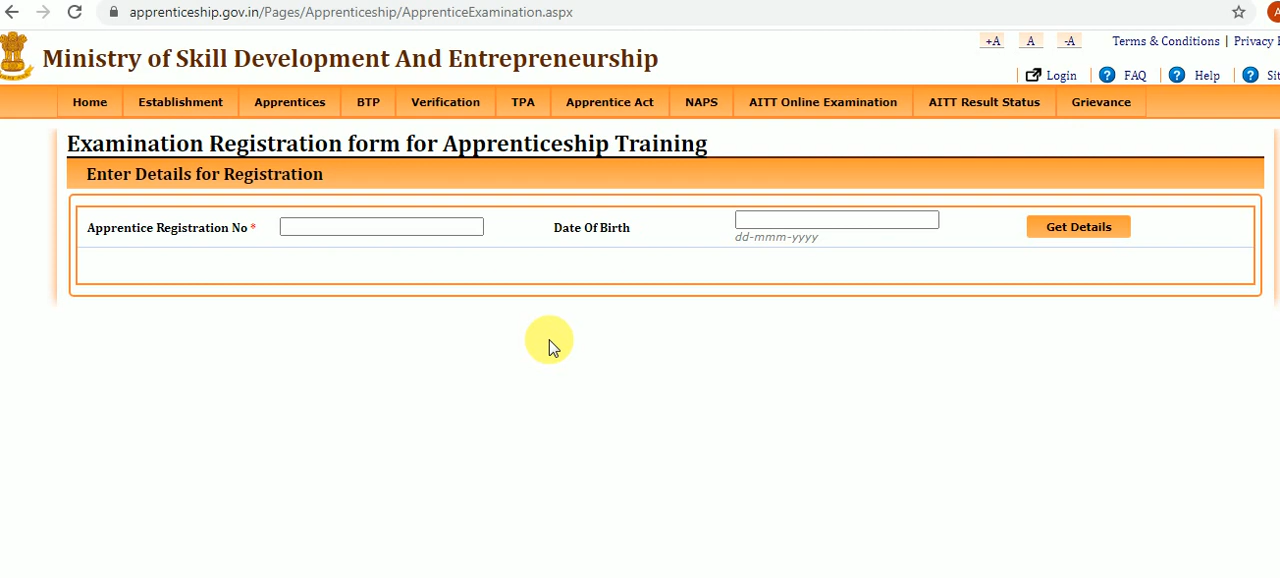 apprenticeship.gov.in/Pages/Apprenticeship/ApprenticeExamination.aspx
A
Ministry of Skill Development And Entrepreneurship
+A A -A Terms & Conditions | Privacy
Login FAQ Help
Home Establishment Apprentices BTP Verification TPA Apprentice Act NAPS AITT Online Examination AITT Result Status Grievance
Examination Registration form for Apprenticeship Training
Enter Details for Registration
Apprentice Registration No * Date Of Birth Get Details
dd-mmm-yyyy